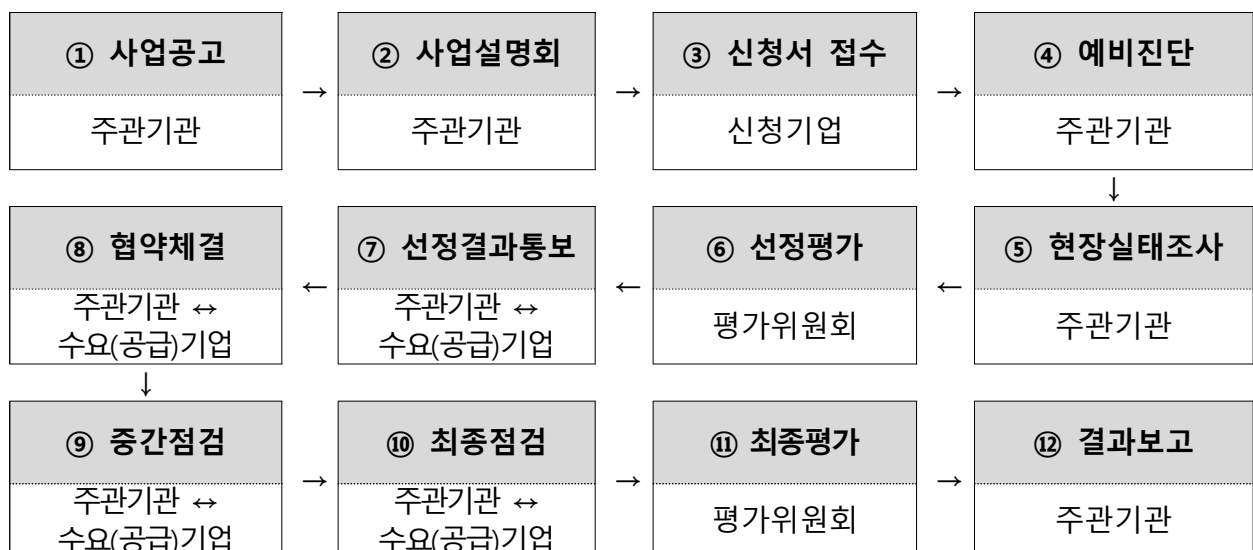 ① 사업공고
주관기관
→
② 사업설명회
주관기관
→
③ 신청서 접수
신청기업
→
④ 예비진단
주관기관
↓
⑤ 현장실태조사
주관기관
←
⑥ 선정평가
평가위원회
←
⑦ 선정결과통보
주관기관 ↔
수요(공급)기업
←
⑧ 협약체결
주관기관 ↔
수요(공급)기업
↓
⑨ 중간점검
주관기관 ↔
수요(공급)기업
→
⑩ 최종점검
주관기관 ↔
수요(공급)기업
→
⑪ 최종평가
평가위원회
→
⑫ 결과보고
주관기관